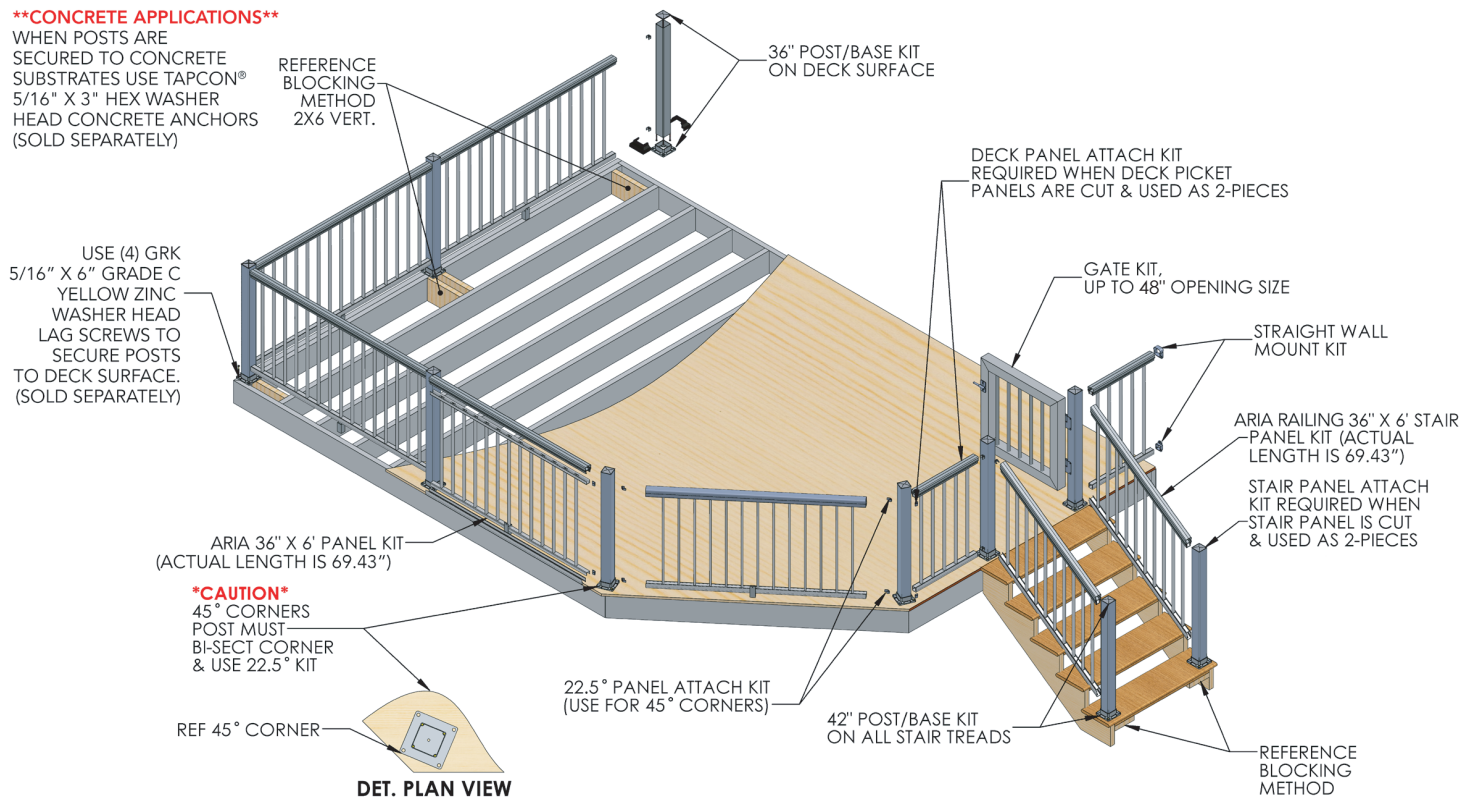 **CONCRETE APPLICATIONS**
WHEN POSTS ARE
SECURED TO CONCRETE
SUBSTRATES USE TAPCON®
5/16" X 3" HEX WASHER
HEAD CONCRETE ANCHORS
(SOLD SEPARATELY)
REFERENCE
BLOCKING
METHOD
2X6 VERT.
36" POST/BASE KIT
ON DECK SURFACE
DECK PANEL ATTACH KIT
REQUIRED WHEN DECK PICKET
PANELS ARE CUT & USED AS 2-PIECES
USE (4) GRK
5/16” X 6” GRADE C
YELLOW ZINC
WASHER HEAD
LAG SCREWS TO
SECURE POSTS
TO DECK SURFACE.
(SOLD SEPARATELY)
GATE KIT,
UP TO 48" OPENING SIZE
STRAIGHT WALL
MOUNT KIT
ARIA RAILING 36" X 6' STAIR
PANEL KIT (ACTUAL
LENGTH IS 69.43”)
STAIR PANEL ATTACH
KIT REQUIRED WHEN
STAIR PANEL IS CUT
& USED AS 2-PIECES
ARIA 36" X 6' PANEL KIT
(ACTUAL LENGTH IS 69.43”)
*CAUTION*
45° CORNERS
POST MUST
BI-SECT CORNER
& USE 22.5° KIT
22.5° PANEL ATTACH KIT
(USE FOR 45° CORNERS)
42" POST/BASE KIT
ON ALL STAIR TREADS
REF 45° CORNER
DET. PLAN VIEW
REFERENCE
BLOCKING
METHOD